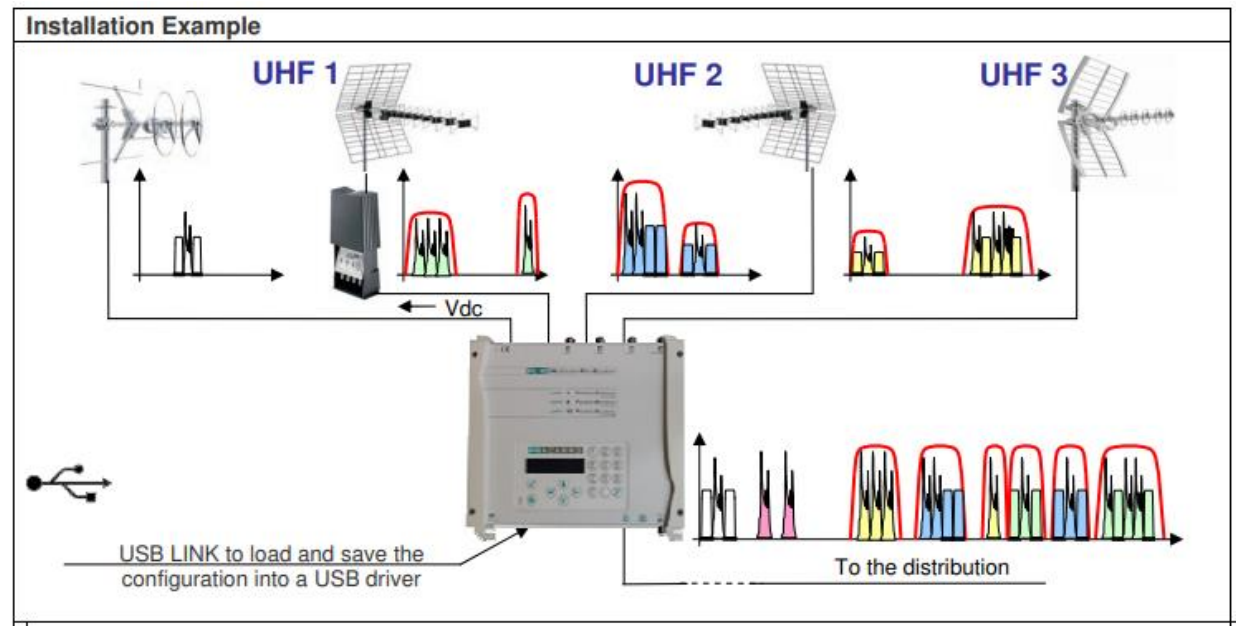 Installation Example
UHF 1
UHF 2
UHF 3
Vdc
USB LINK to load and save the
configuration into a USB driver
To the distribution